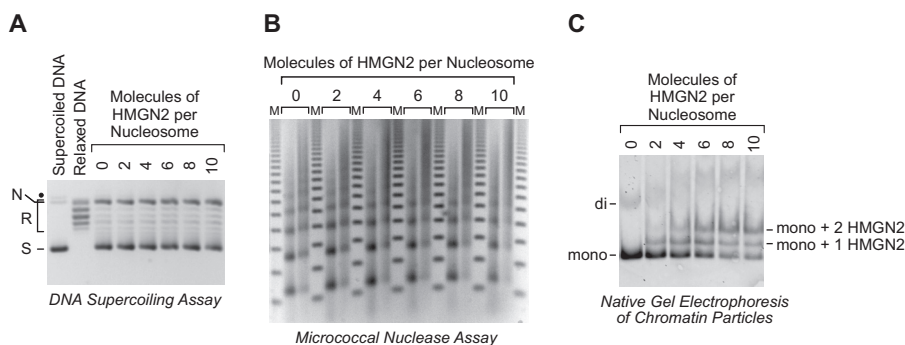 A
Supercoiled DNA
Relaxed DNA
Molecules of
HMGN2 per
Nucleosome
0 2 4 6 8 10
N
R
S
DNA Supercoiling Assay
B
Molecules of HMGN2 per Nucleosome
0 2 4 6 8 10
M M M M M M M
Micrococcal Nuclease Assay
C
Molecules of
HMGN2 per
Nucleosome
0 2 4 6 8 10
di
mono
mono + 2 HMGN2
mono + 1 HMGN2
Native Gel Electrophoresis
of Chromatin Particles